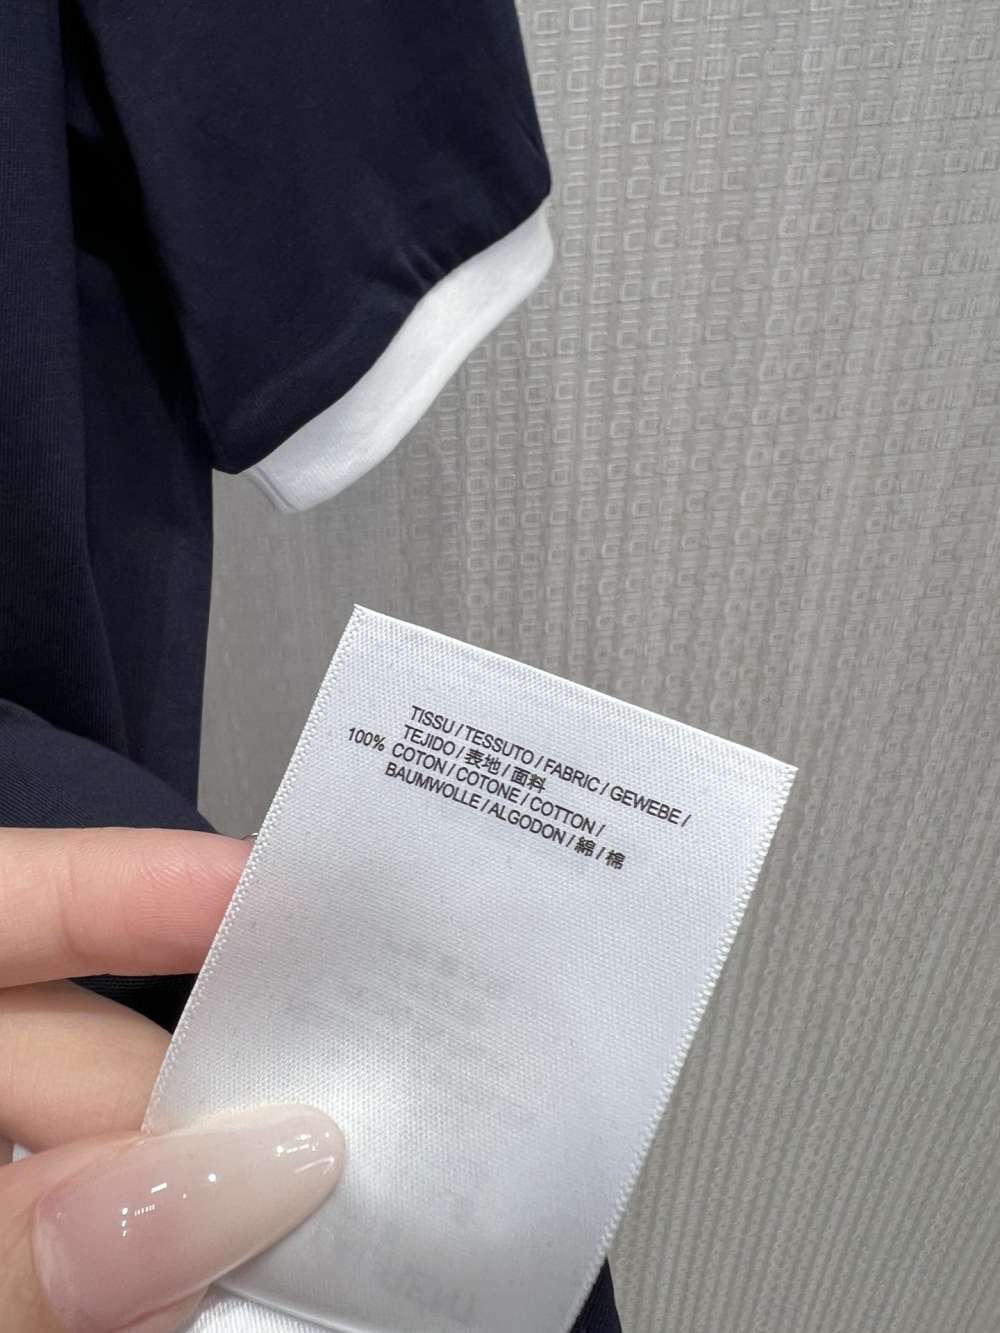 TISSU / TESSUTO / FABRIC / GEWEBE /
TEJIDO / 表地 / 面料
100% COTON / COTONE / COTTON /
BAUMWOLLE / ALGODON / 綿 / 棉